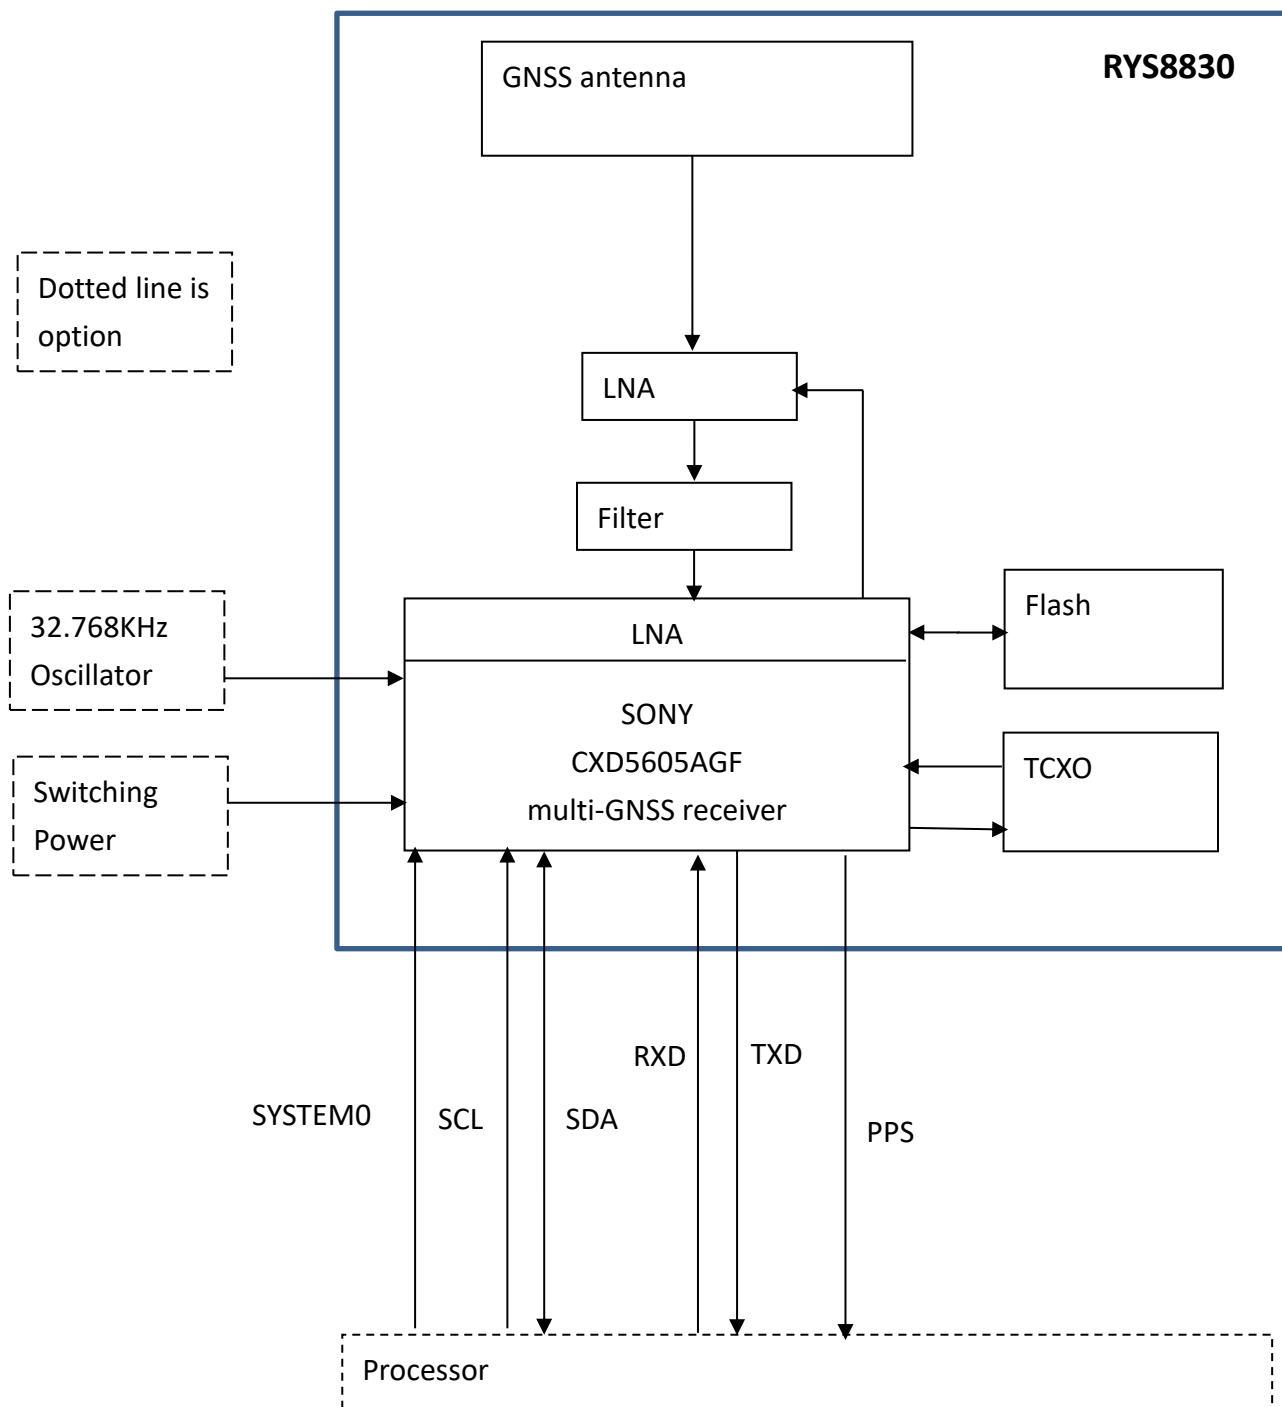 RYS8830
GNSS antenna
Dotted line is
option
LNA
Filter
32.768KHz
Oscillator
LNA
Flash
SONY
CXD5605AGF
multi-GNSS receiver
TCXO
Switching
Power
RXD
TXD
SYSTEM0
SCL
SDA
PPS
Processor